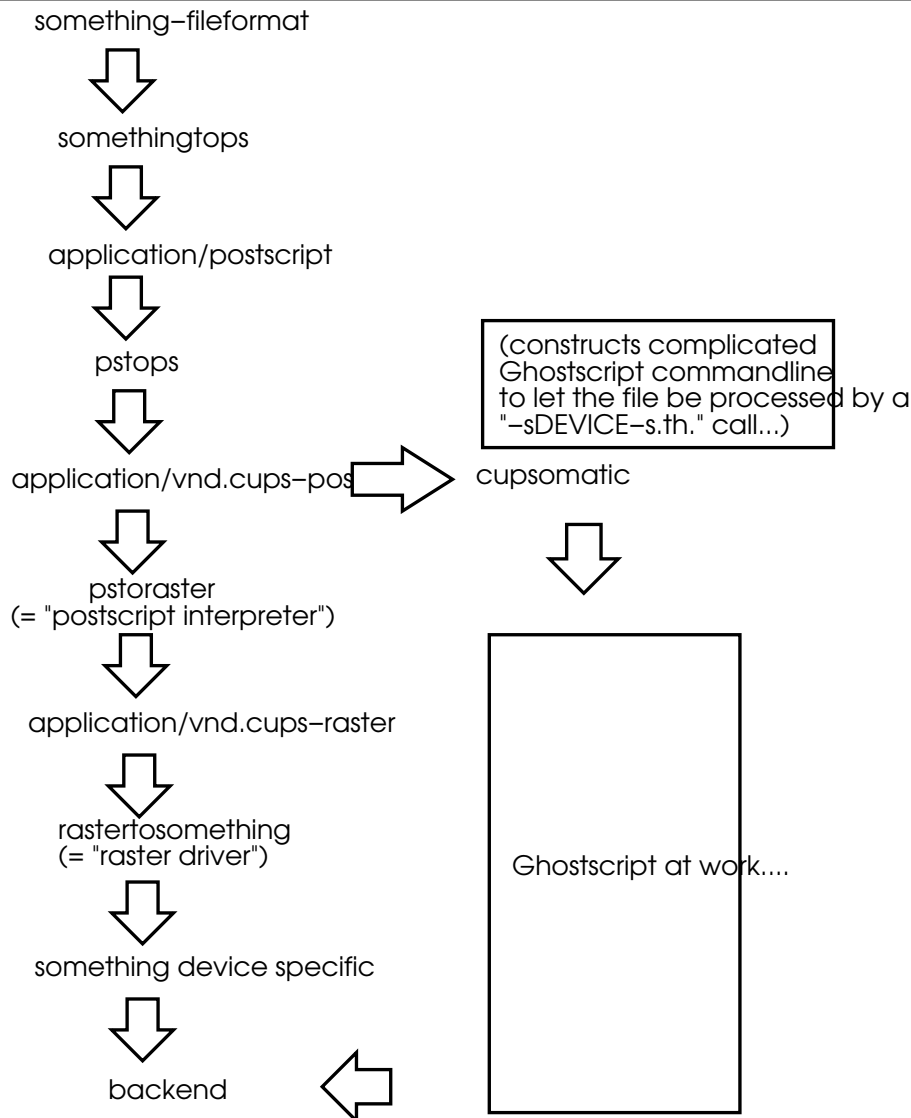 something–fileformat
somethingtops
application/postscript
pstops
(constructs complicated
Ghostscript commandline
to let the file be processed by a
"–sDEVICE–s.th." call...)
application/vnd.cups–pos
cupsomatic
pstoraster
(= "postscript interpreter")
application/vnd.cups–raster
rastertosomething
(= "raster driver")
Ghostscript at work....
something device specific
backend